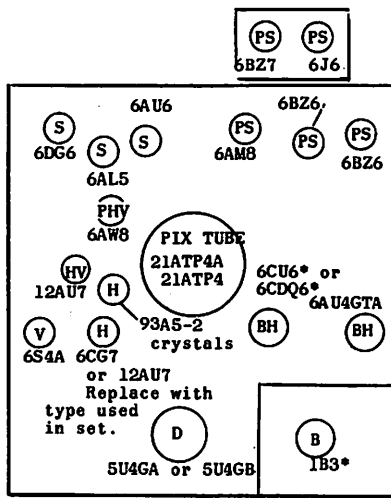 PS PS
6BZ7 6J6
6AU6 6BZ6
S S PS PS PS
6DG6 6AL5 6AM8 6BZ6
PHV
6AW8
PIX TUBE
21ATP4A
21ATP4
HV
12AU7
H
93A5-2
crystals
6CU6* or
6CDQ6*
6AU4GTA
V H BH BH
6S4A 6CG7
or 12AU7
Replace with
type used
in set.
D B
5U4GA or 5U4GB 1B3*